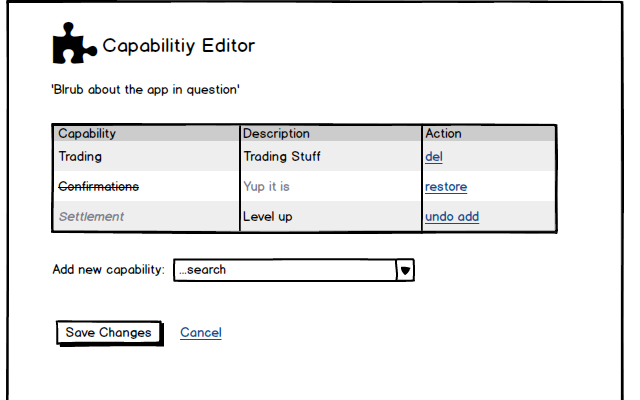 Capabilitiy Editor
'Blrub about the app in question'
Capability Description Action
Trading Trading Stuff del
Confirmations Yup it is restore
Settlement Level up undo add
Add new capability: ...search
Save Changes Cancel